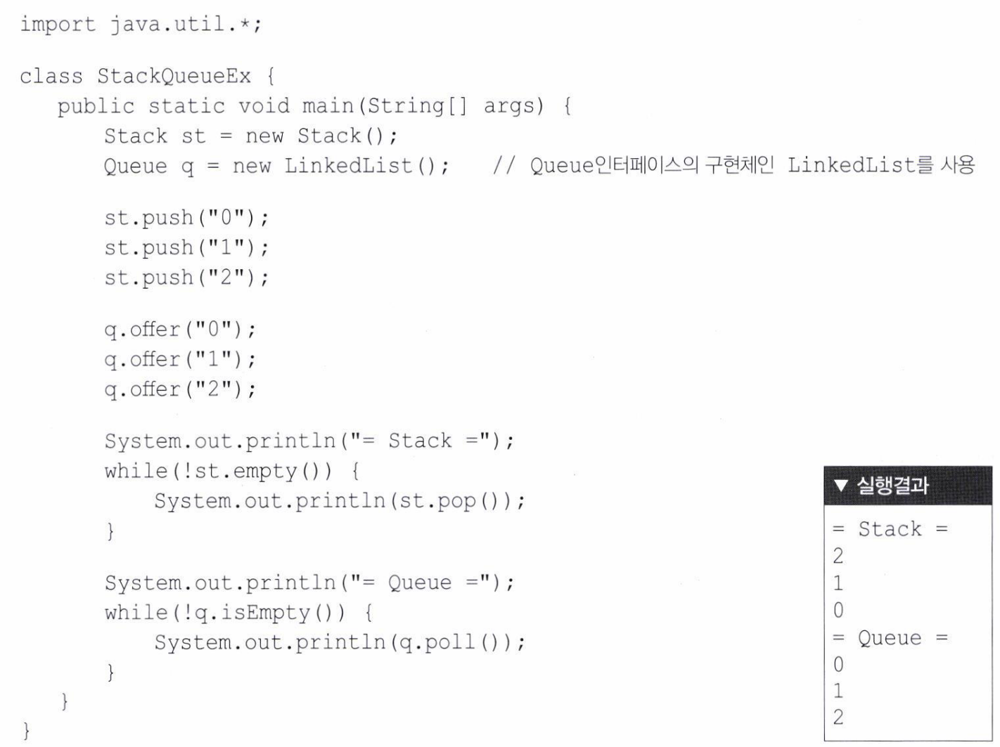 import java.util.*;
class StackQueueEx {
public static void main(String[] args) {
Stack st = new Stack();
Queue q = new LinkedList();   // Queue인터페이스의 구현체인 LinkedList를 사용
st.push("0");
st.push("1");
st.push("2");
q.offer("0");
q.offer("1");
q.offer("2");
System.out.println("= Stack =");
while(!st.empty()) {
System.out.println(st.pop());
}
System.out.println("= Queue =");
while(!q.isEmpty()) {
System.out.println(q.poll());
}
}
}
▼ 실행결과
= Stack =
2
1
0
= Queue =
0
1
2